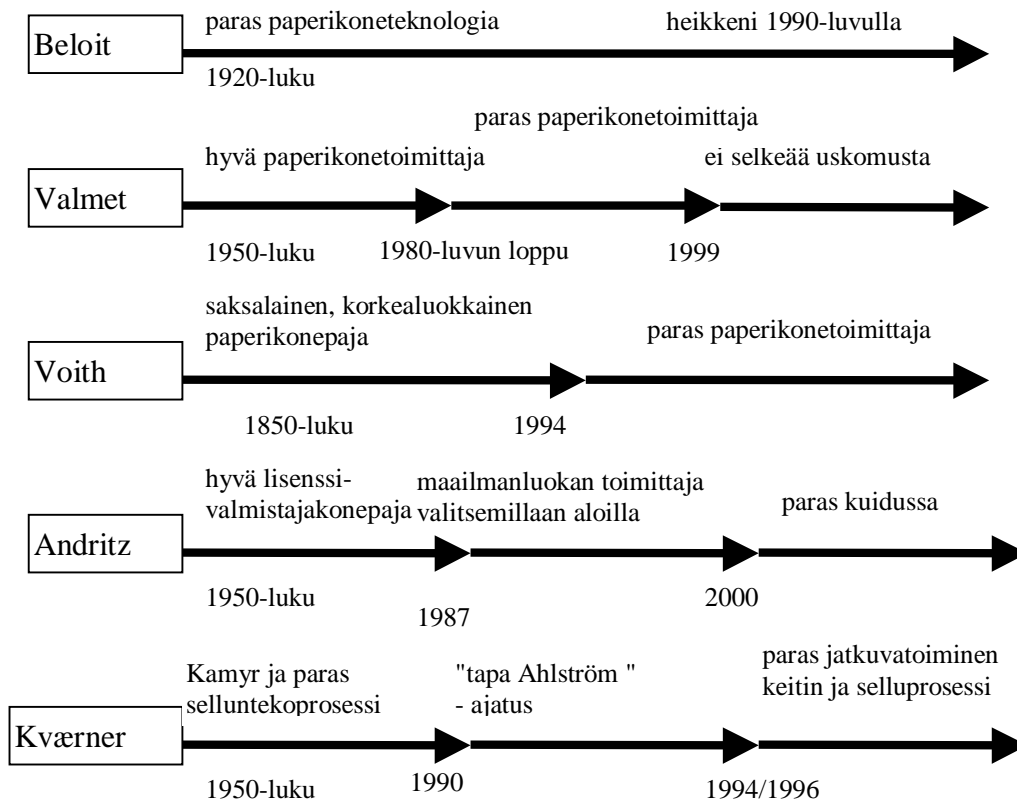 Beloit
paras paperikoneteknologia
heikkeni 1990-luvulla
1920-luku
Valmet
hyvä paperikonetoimittaja
paras paperikonetoimittaja
ei selkeää uskomusta
1950-luku
1980-luvun loppu
1999
Voith
saksalainen, korkealuokkainen
paperikonepaja
paras paperikonetoimittaja
1850-luku
1994
Andritz
hyvä lisenssi-
valmistajakonepaja
maailmanluokan toimittaja
valitsemillaan aloilla
paras kuidussa
1950-luku
1987
2000
Kværner
Kamyr ja paras
selluntekoprosessi
"tapa Ahlström "
- ajatus
paras jatkuvatoiminen
keitin ja selluprosessi
1950-luku
1990
1994/1996